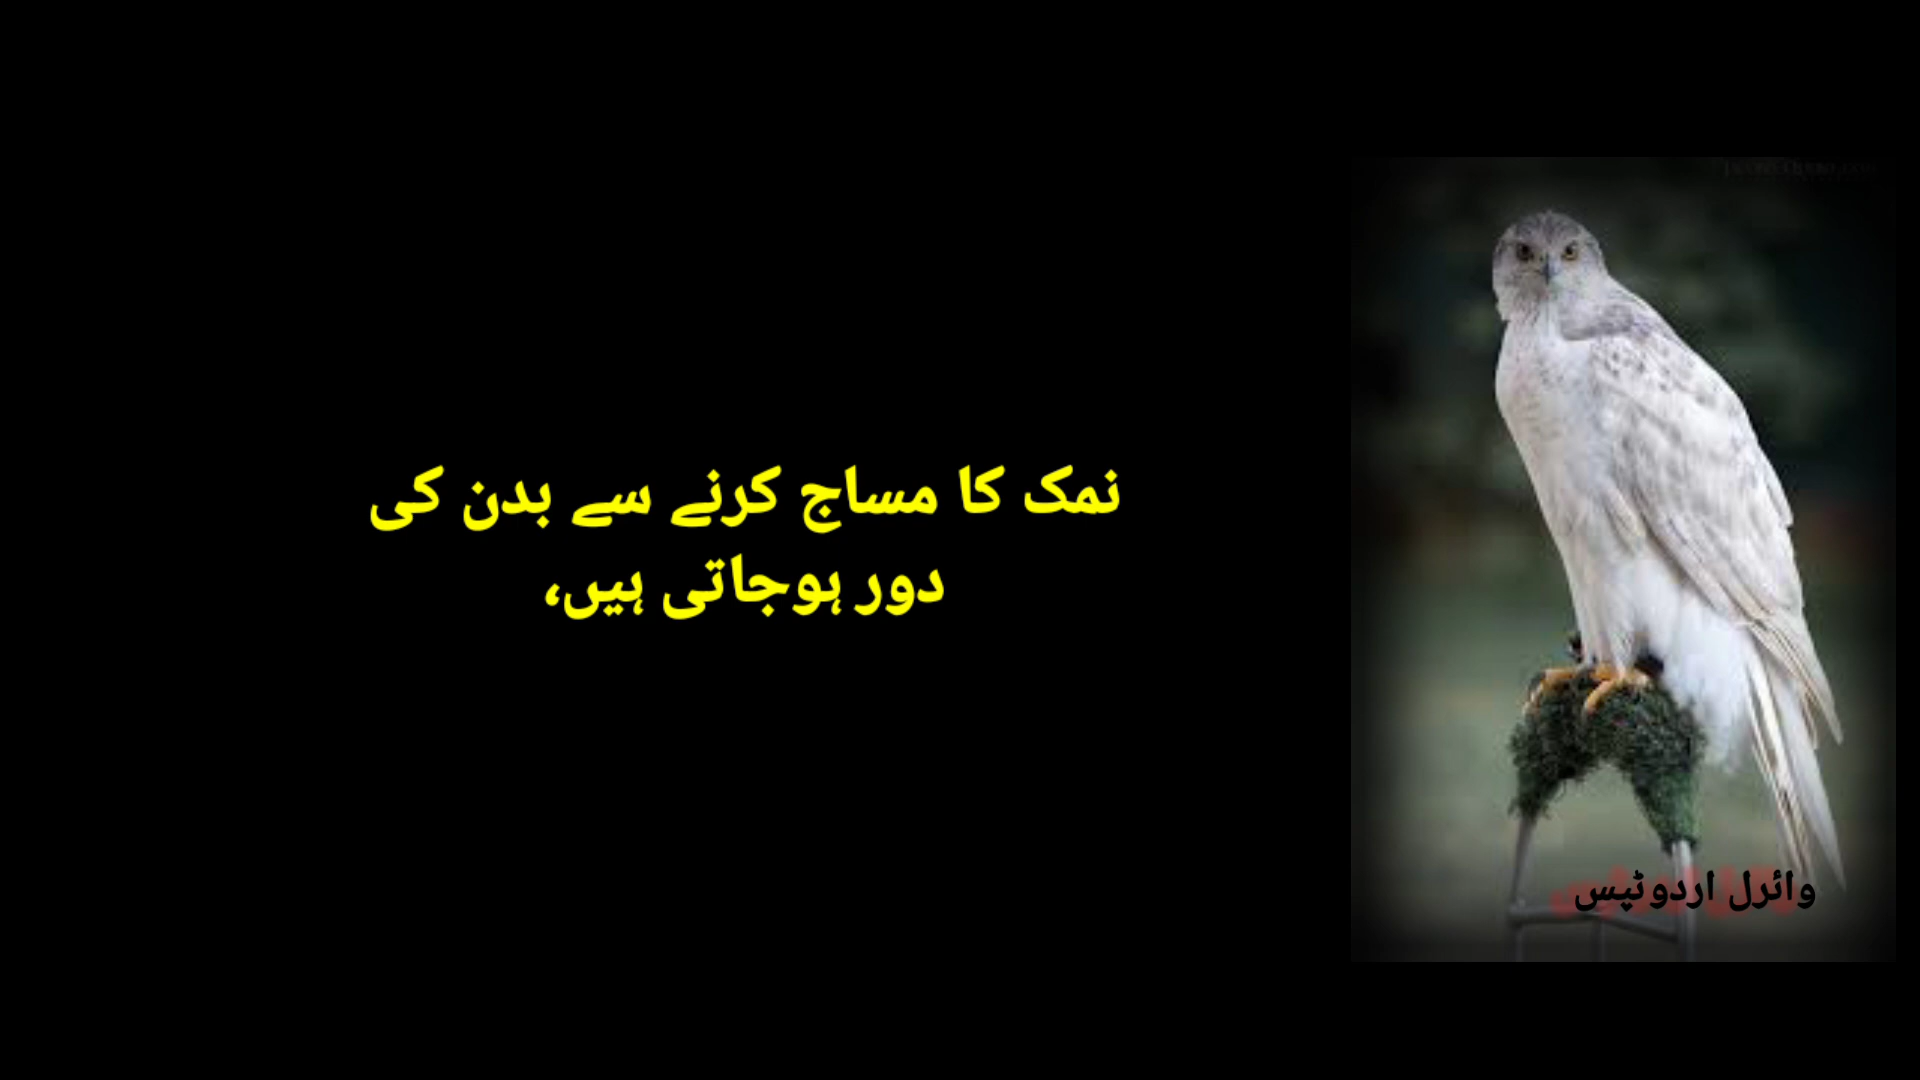 نمک کا مساج کرنے سے بدن کی
دور ہوجاتی ہیں،
وائرل اردو ٹپس